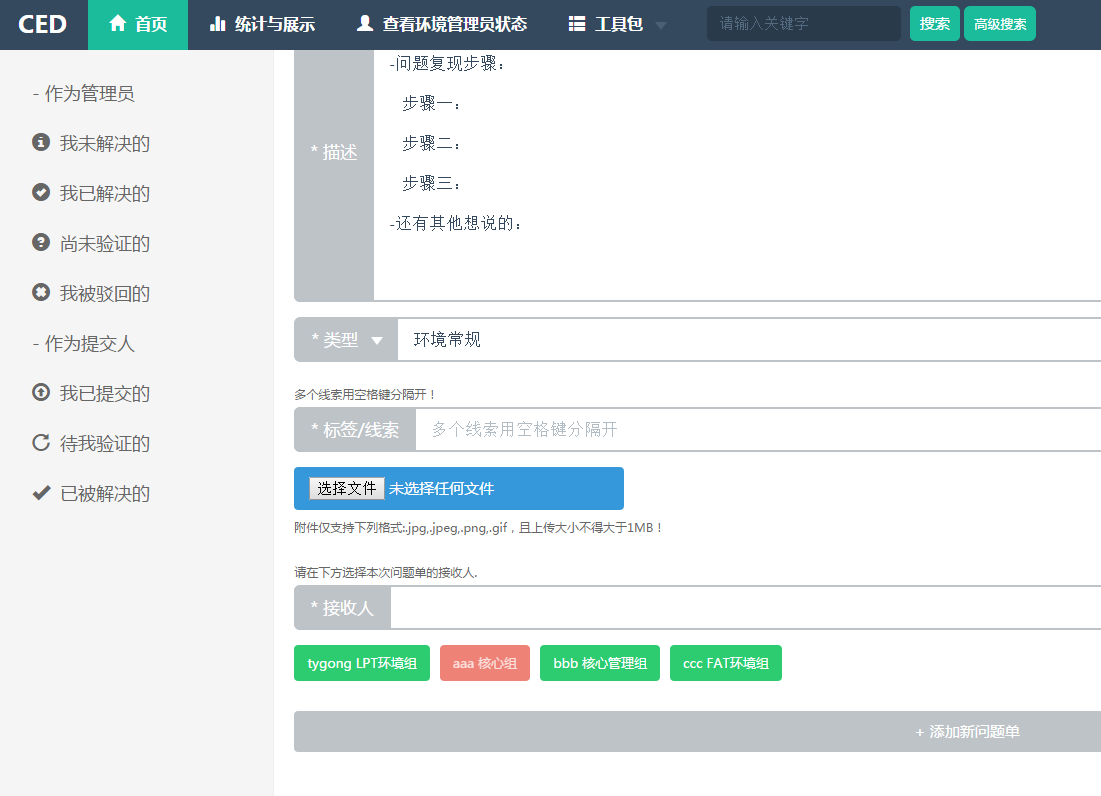 CED 首页 统计与展示 查看环境管理员状态 工具包 请输入关键字 搜索 高级搜索
- 作为管理员
我未解决的
我已解决的
尚未验证的
我被驳回的
- 作为提交人
我已提交的
待我验证的
已被解决的
* 描述
-问题复现步骤：
步骤一：
步骤二：
步骤三：
-还有其他想说的：
* 类型 环境常规
多个线索用空格键分隔开！
* 标签/线索 多个线索用空格键分隔开
选择文件 未选择任何文件
附件仅支持下列格式:.jpg,.jpeg,.png,.gif，且上传大小不得大于1MB！
请在下方选择本次问题单的接收人.
* 接收人
tygong LPT环境组 aaa 核心组 bbb 核心管理组 ccc FAT环境组
+ 添加新问题单